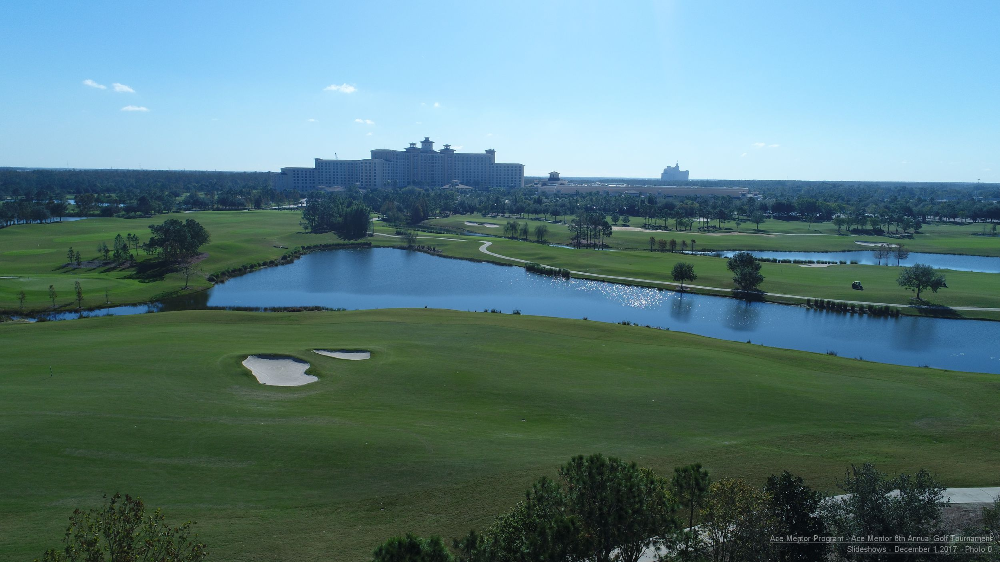 Ace Mentor Program - Ace Mentor 6th Annual Golf Tournament
Slideshows - December 1 2017 - Photo 0